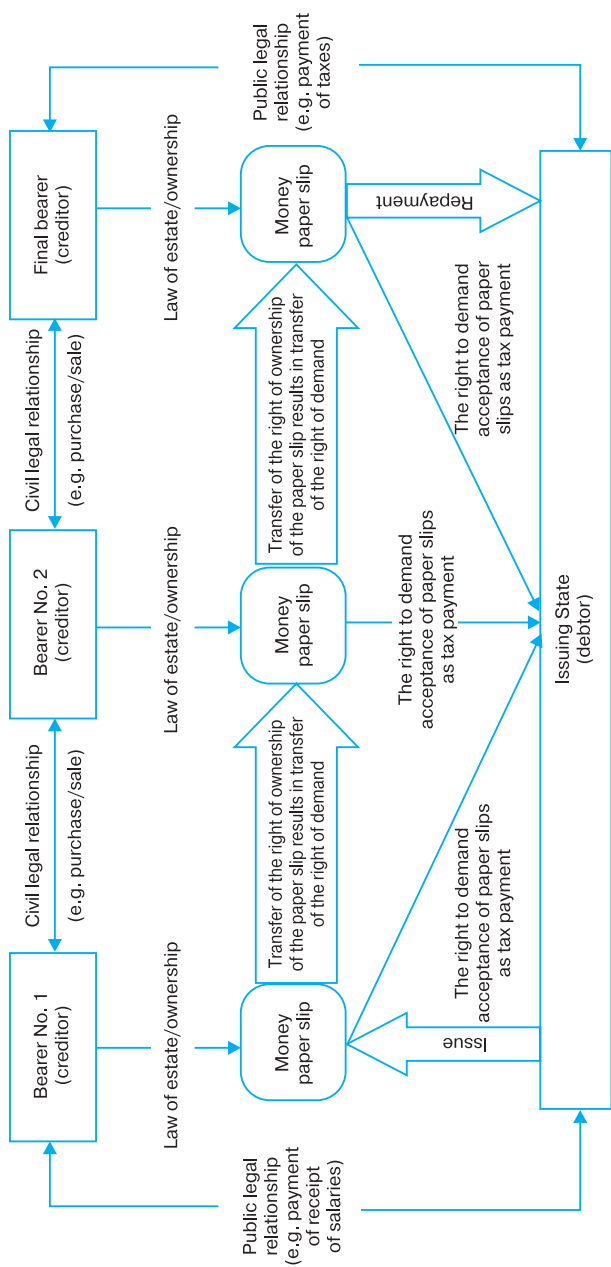 Bearer No. 1
(creditor)
Civil legal relationship
(e.g. purchase/sale)
Bearer No. 2
(creditor)
Civil legal relationship
(e.g. purchase/sale)
Final bearer
(creditor)
Law of estate/ownership
Law of estate/ownership
Law of estate/ownership
Public legal
relationship
(e.g. payment
of receipt
of salaries)
Money
paper slip
Transfer of the right of ownership
of the paper slip results in transfer
of the right of demand
Money
paper slip
Transfer of the right of ownership
of the paper slip results in transfer
of the right of demand
Money
paper slip
Public legal
relationship
(e.g. payment
of taxes)
Issue
The right to demand
acceptance of paper slips
as tax payment
The right to demand
acceptance of paper slips
as tax payment
The right to demand
acceptance of paper
slips as tax payment
Repayment
Issuing State
(debtor)